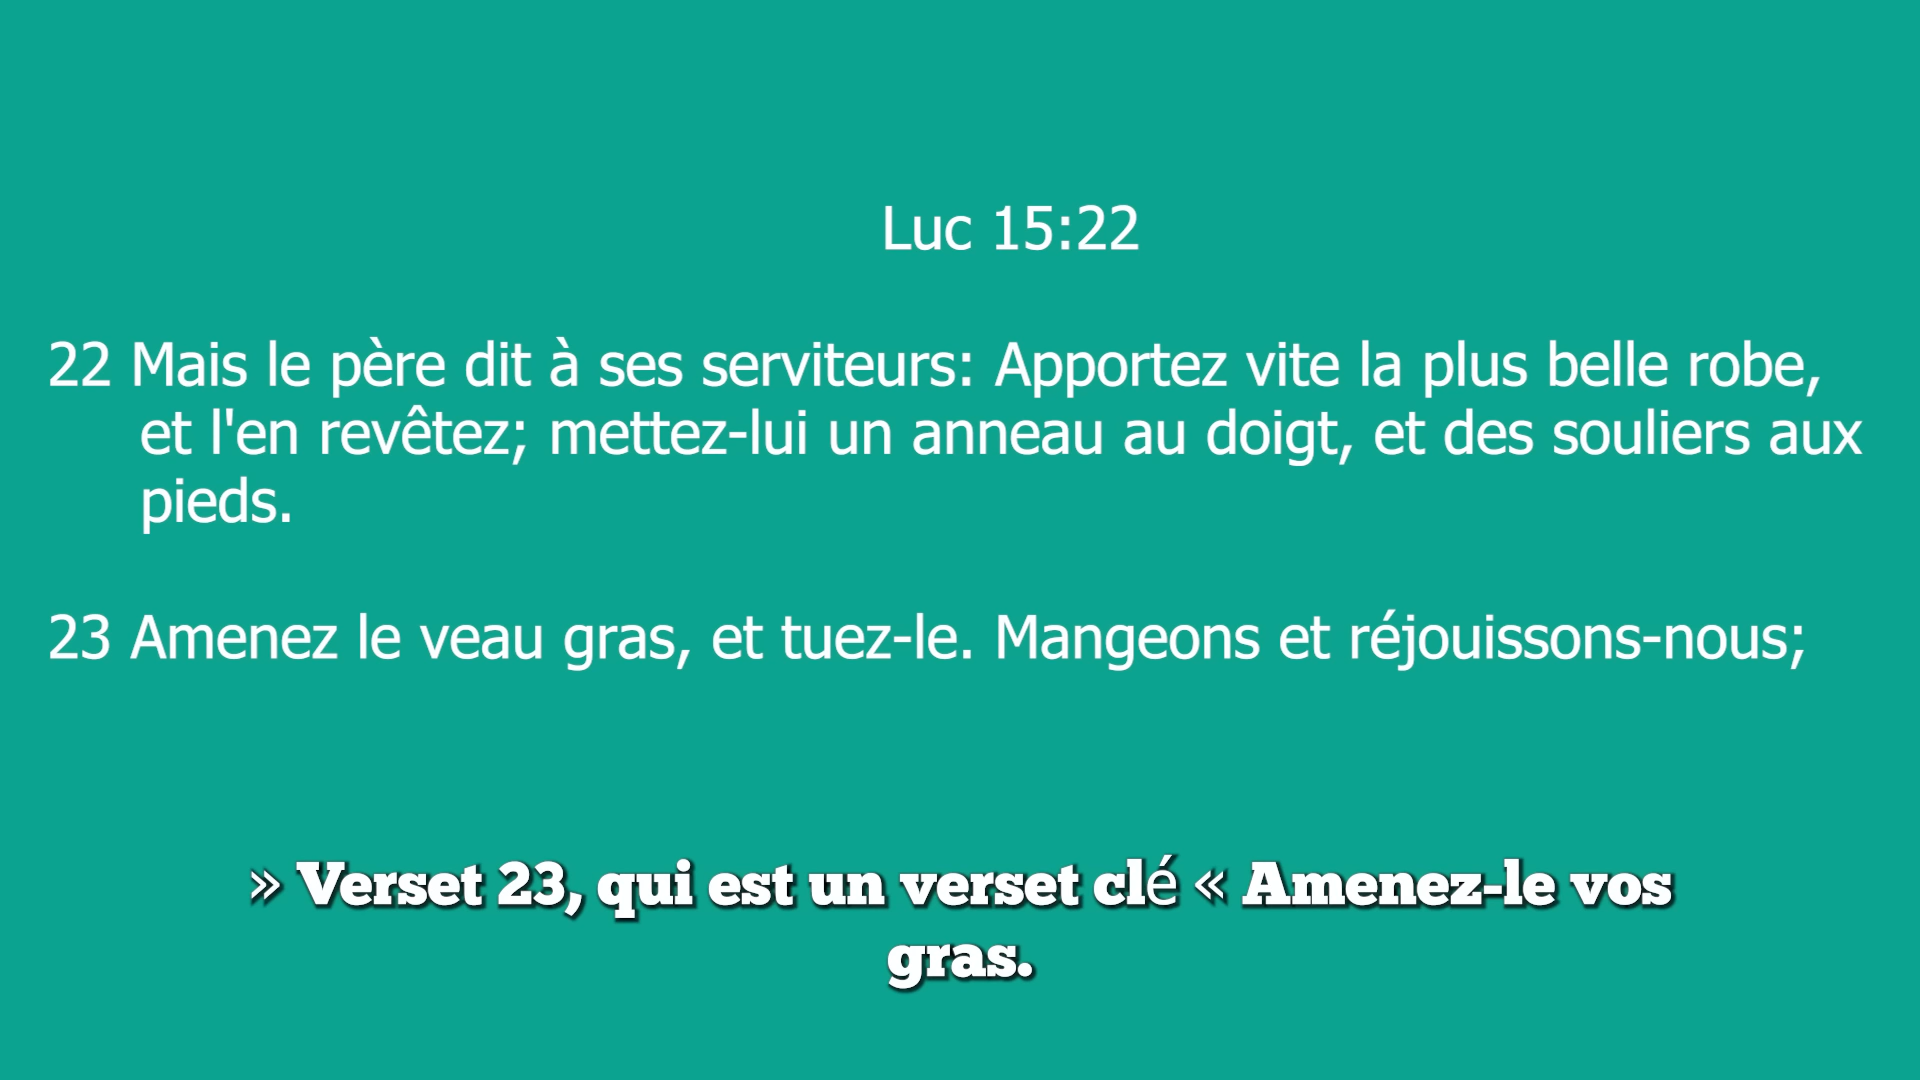 Luc 15:22
22 Mais le père dit à ses serviteurs: Apportez vite la plus belle robe,
et l'en revêtez; mettez-lui un anneau au doigt, et des souliers aux
pieds.
23 Amenez le veau gras, et tuez-le. Mangeons et réjouissons-nous;
» Verset 23, qui est un verset clé « Amenez-le vos
gras.